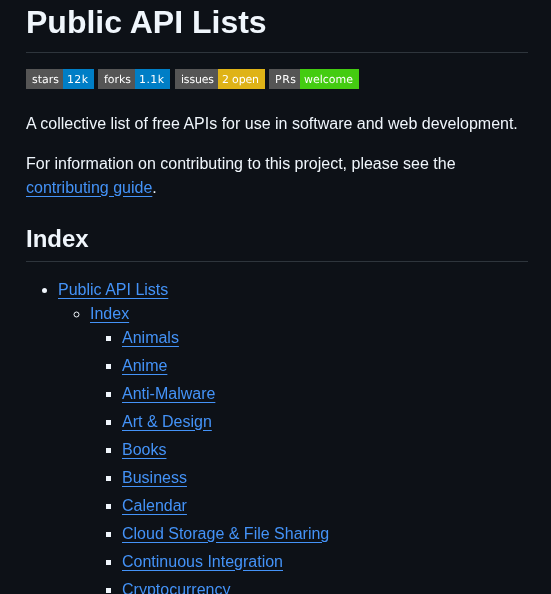 Public API Lists
stars 12k forks 1.1k issues 2 open PRs welcome
A collective list of free APIs for use in software and web development.
For information on contributing to this project, please see the
contributing guide.
Index
Public API Lists
Index
Animals
Anime
Anti-Malware
Art & Design
Books
Business
Calendar
Cloud Storage & File Sharing
Continuous Integration
Cryptocurrency